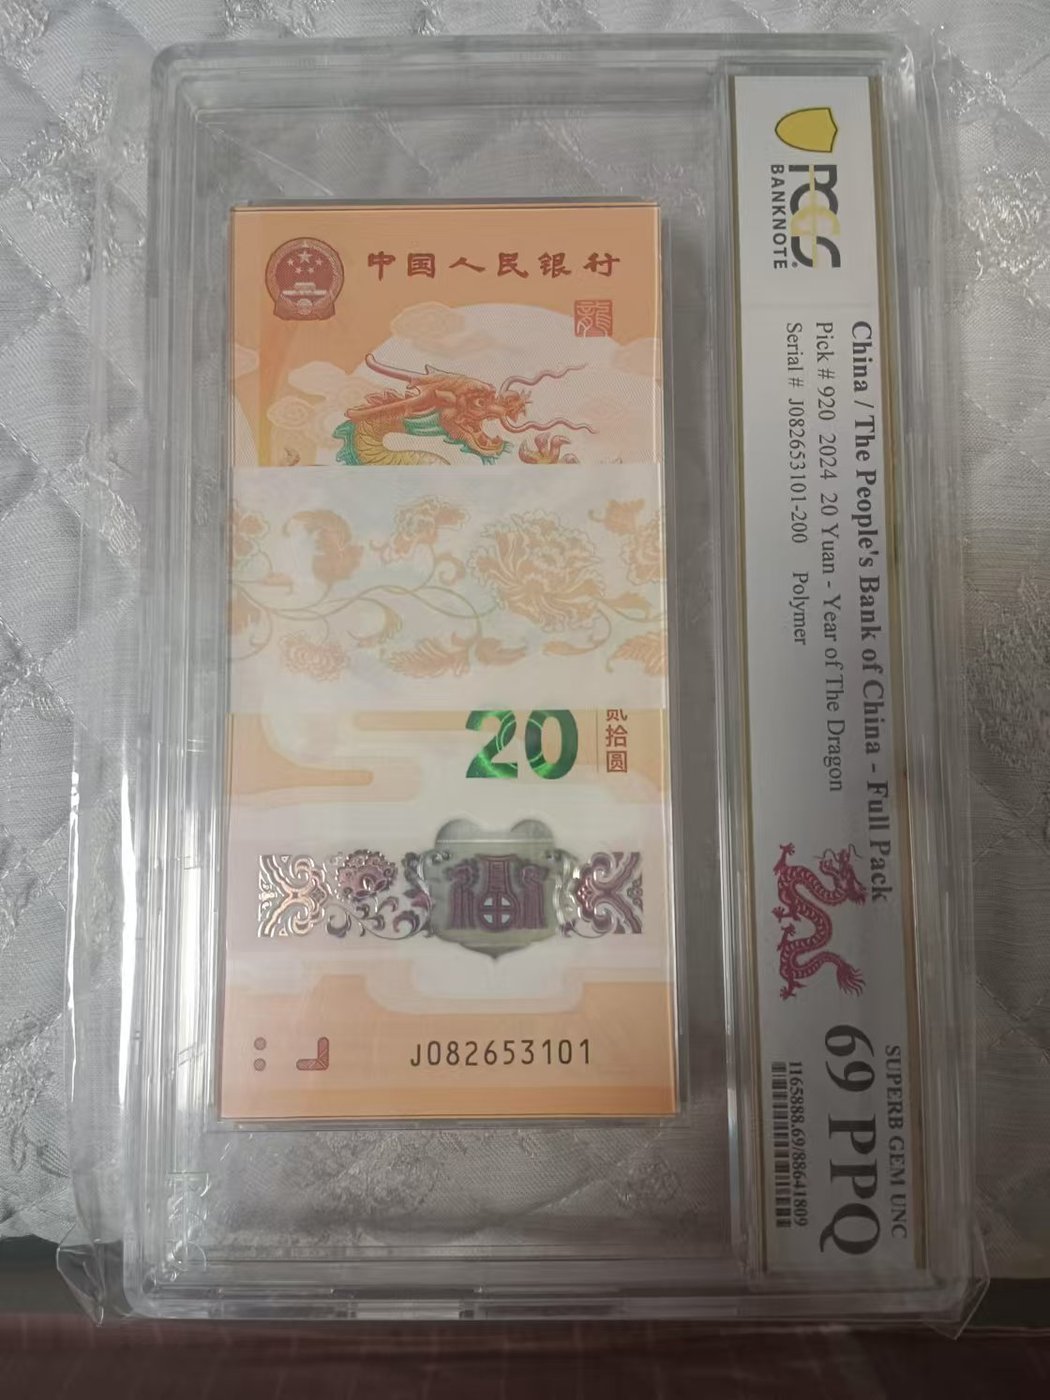 中国人民银行
龍
20
贰拾圆
J082653101
PCGS
BANKNOTE
China / The People's Bank of China - Full Pack
Pick # 920 2024 20 Yuan - Year of The Dragon
Serial # J082653101-200 Polymer
SUPERB GEM UNC
69 PPQ
1165888.69/88641809